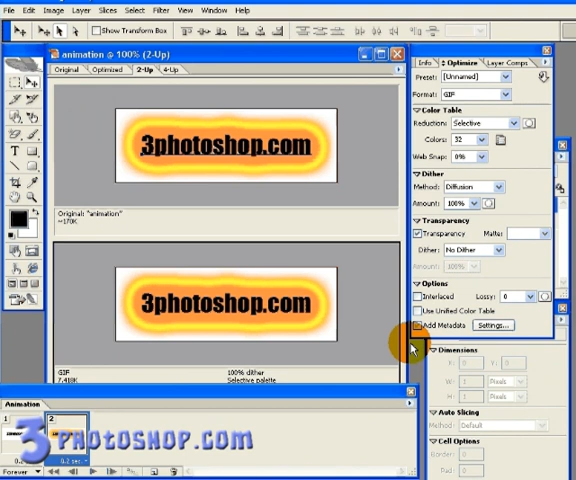 File Edit Image Layer Slices Select Filter View Window Help
Show Transform Box
animation @ 100% (2-Up)
Original Optimized 2-Up 4-Up
3photoshop.com
Original: "animation"
~170K
3photoshop.com
GIF 100% dither
7.418K Selective palette
Info Optimize Layer Comps
Preset: [Unnamed]
Format: GIF
Color Table
Reduction: Selective
Colors: 32
Web Snap: 0%
Dither
Method: Diffusion
Amount: 100%
Transparency
Transparency Matte:
Dither: No Dither
Amount: 100%
Options
Interlaced Lossy: 0
Use Unified Color Table
Add Metadata Settings...
Dimensions
X: 0 Y: 0
W: 1 Pixels
H: 1 Pixels
Auto Slicing
Method: Default
Cell Options
Border: 0
Pad: 0
Animation
1 2
3PHOTOSHOP.COM
0.2 sec.
Forever